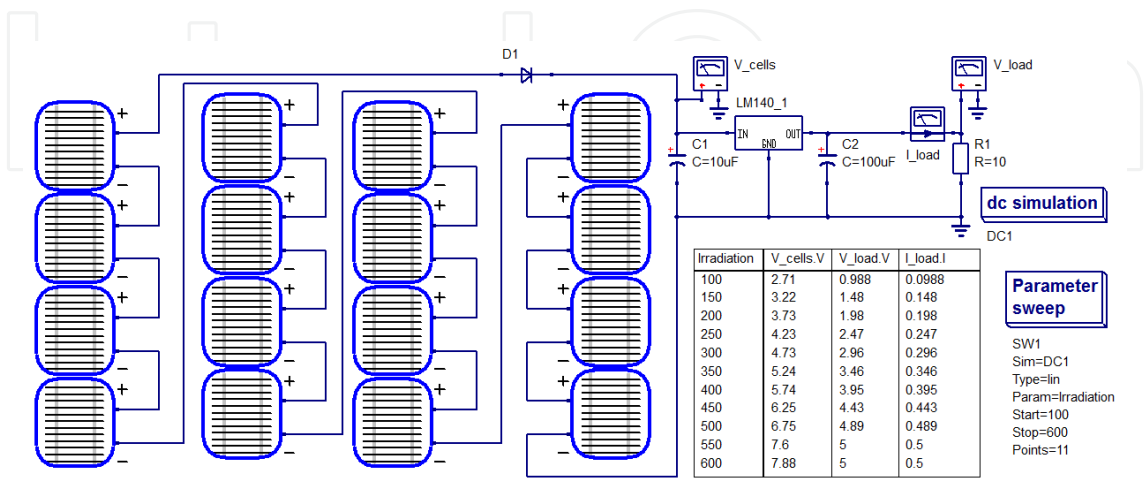 D1
V_cells
V_load
LM140_1
IN
OUT
GND
C1
C=10uF
C2
C=100uF
I_load
R1
R=10
dc simulation
DC1
Irradiation V_cells.V V_load.V I_load.I
100 2.71 0.988 0.0988
150 3.22 1.48 0.148
200 3.73 1.98 0.198
250 4.23 2.47 0.247
300 4.73 2.96 0.296
350 5.24 3.46 0.346
400 5.74 3.95 0.395
450 6.25 4.43 0.443
500 6.75 4.89 0.489
550 7.6 5 0.5
600 7.88 5 0.5
Parameter
sweep
SW1
Sim=DC1
Type=lin
Param=Irradiation
Start=100
Stop=600
Points=11